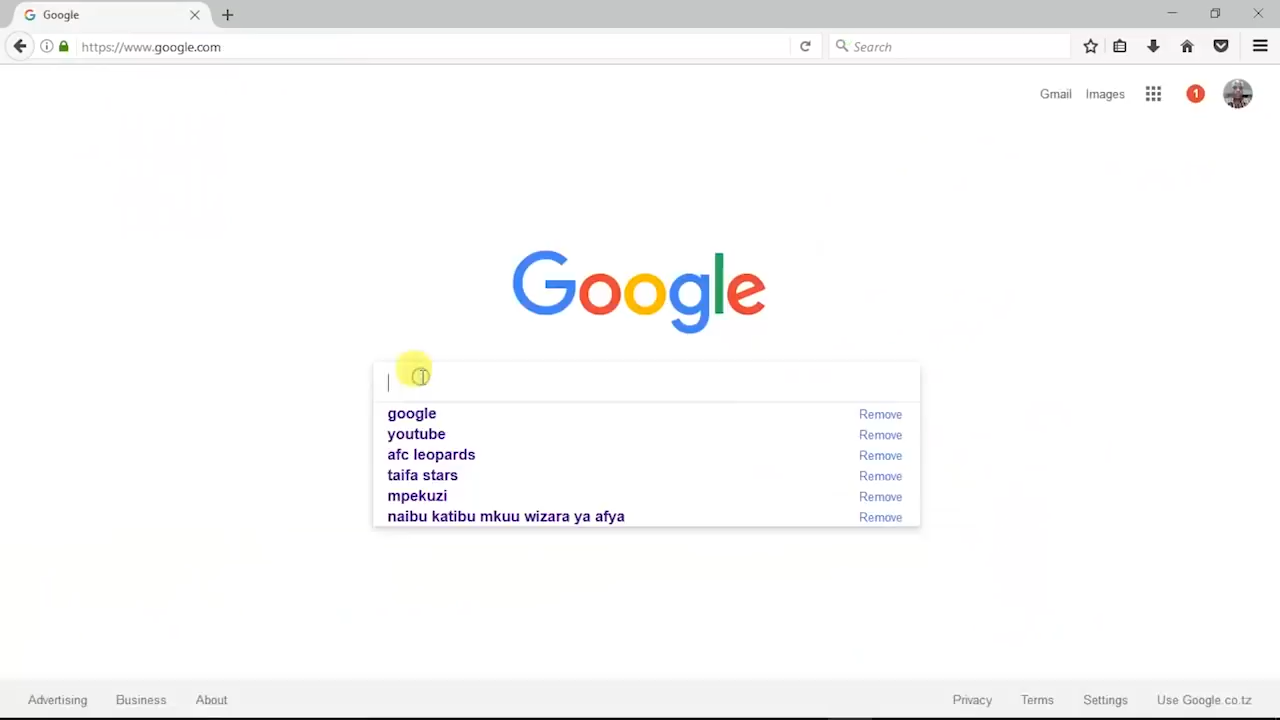 Google
https://www.google.com
Search
Gmail
Images
1
Google
google
Remove
youtube
Remove
afc leopards
Remove
taifa stars
Remove
mpekuzi
Remove
naibu katibu mkuu wizara ya afya
Remove
Advertising
Business
About
Privacy
Terms
Settings
Use Google.co.tz